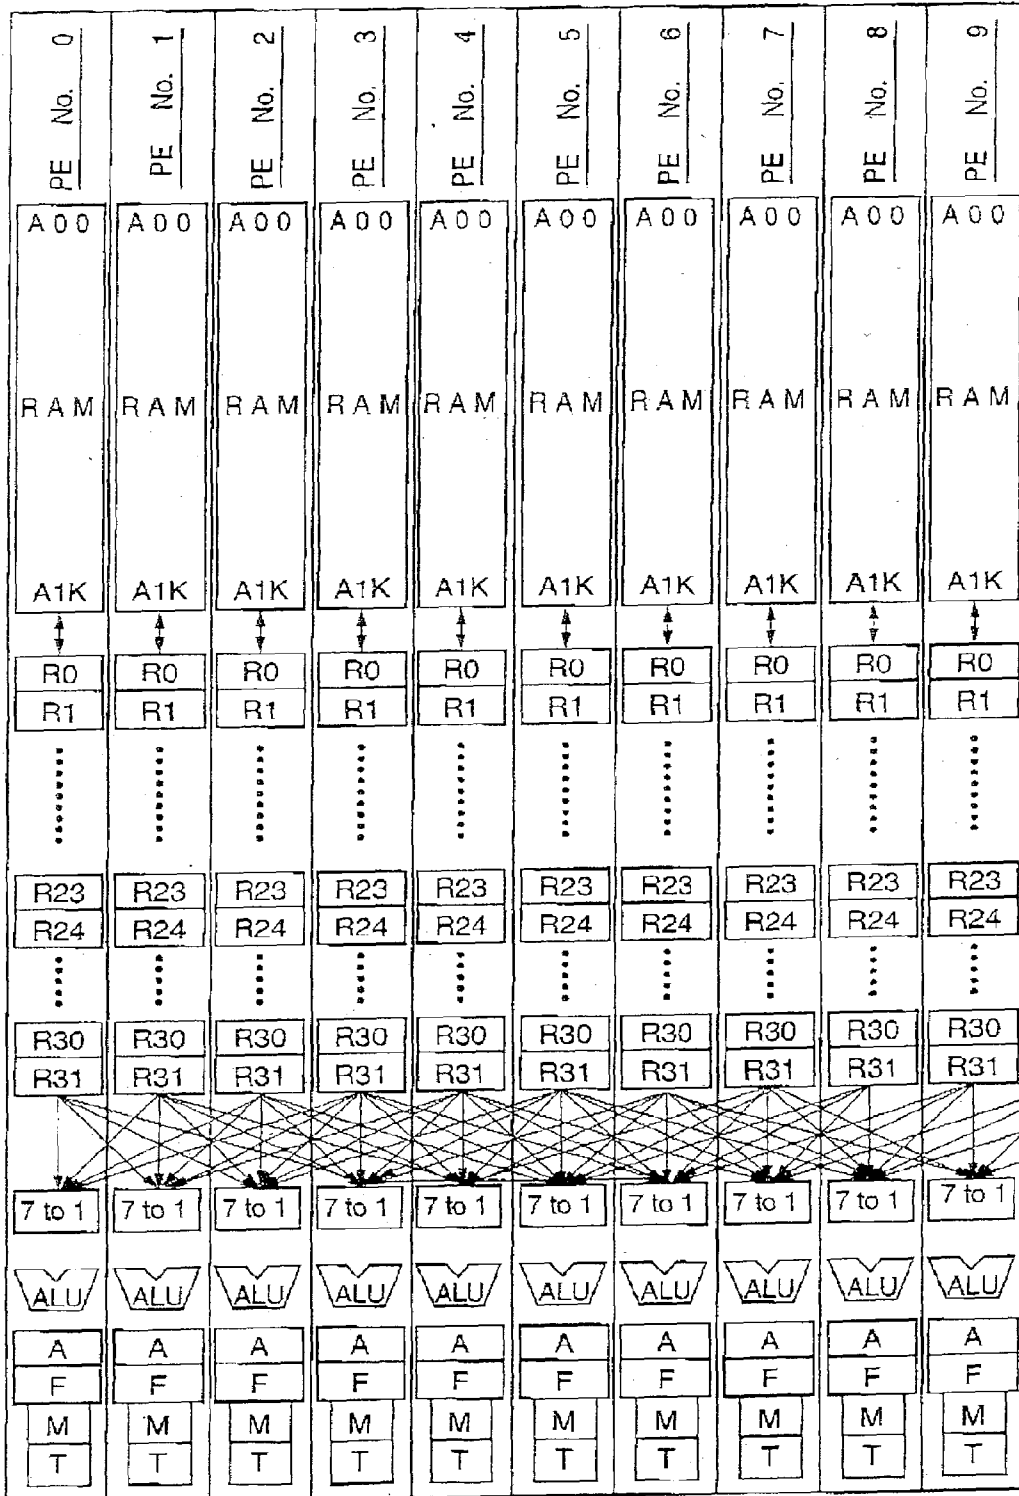 PE No. 0 PE No. 1 PE No. 2 PE No. 3 PE No. 4 PE No. 5 PE No. 6 PE No. 7 PE No. 8 PE No. 9
A00 A00 A00 A00 A00 A00 A00 A00 A00 A00
RAM RAM RAM RAM RAM RAM RAM RAM RAM RAM
A1K A1K A1K A1K A1K A1K A1K A1K A1K A1K
R0 R0 R0 R0 R0 R0 R0 R0 R0 R0
R1 R1 R1 R1 R1 R1 R1 R1 R1 R1
R23 R23 R23 R23 R23 R23 R23 R23 R23 R23
R24 R24 R24 R24 R24 R24 R24 R24 R24 R24
R30 R30 R30 R30 R30 R30 R30 R30 R30 R30
R31 R31 R31 R31 R31 R31 R31 R31 R31 R31
7 to 1 7 to 1 7 to 1 7 to 1 7 to 1 7 to 1 7 to 1 7 to 1 7 to 1 7 to 1
ALU ALU ALU ALU ALU ALU ALU ALU ALU ALU
A A A A A A A A A A
F F F F F F F F F F
M M M M M M M M M M
T T T T T T T T T T